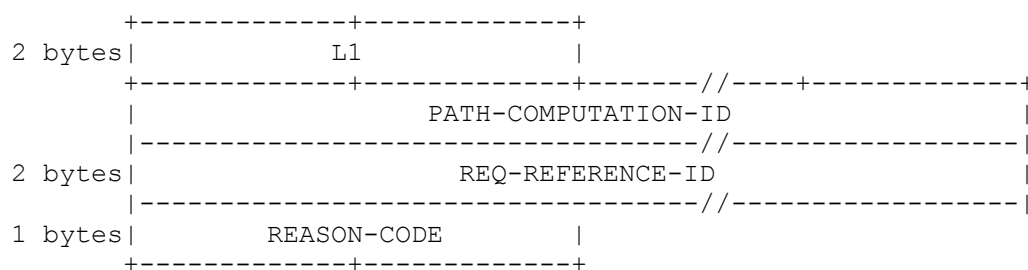 +-------------+-------------+
2 bytes| L1 |
+-------------+-------------+-------//----+-------------+
| PATH-COMPUTATION-ID |
|-----------------------------------//------------------|
2 bytes| REQ-REFERENCE-ID |
|-----------------------------------//------------------|
1 bytes| REASON-CODE |
+-------------+-------------+